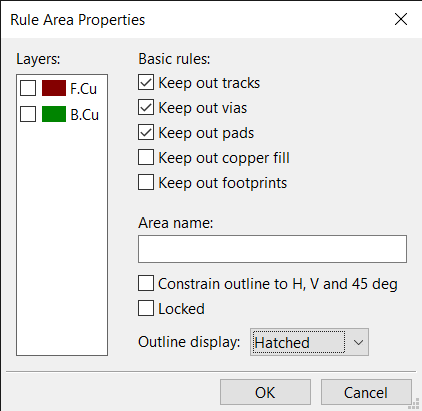 Rule Area Properties
Layers:
F.Cu
B.Cu
Basic rules:
Keep out tracks
Keep out vias
Keep out pads
Keep out copper fill
Keep out footprints
Area name:
Constrain outline to H, V and 45 deg
Locked
Outline display: Hatched
OK Cancel